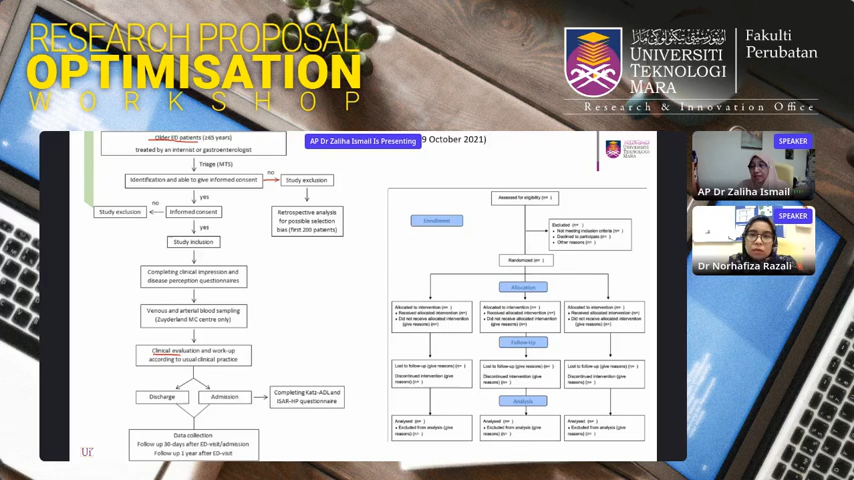 RESEARCH PROPOSAL
OPTIMISATION
WORKSHOP
UNIVERSITI
TEKNOLOGI
MARA
Fakulti
Perubatan
Research & Innovation Office
AP Dr Zaliha Ismail Is Presenting
9 October 2021)
Older ED patients (≥65 years)
treated by an internist or gastroenterologist
Triage (MTS)
Identification and able to give informed consent
no
Study exclusion
yes
Study exclusion
no
Informed consent
Retrospective analysis
for possible selection
bias (first 200 patients)
yes
Study inclusion
Completing clinical impression and
disease perception questionnaires
Venous and arterial blood sampling
(Zuyderland MC centre only)
Clinical evaluation and work-up
according to usual clinical practice
Discharge
Admission
Completing Katz-ADL and
ISAR-HP questionnaire
Data collection
Follow up 30-days after ED-visit/admission
Follow up 1 year after ED-visit
UNIVERSITI
TEKNOLOGI
MARA
Assessed for eligibility (n= )
Enrollment
Excluded (n= )
• Not meeting inclusion criteria (n= )
• Declined to participate (n= )
• Other reasons (n= )
Randomized (n= )
Allocation
Allocated to intervention (n= )
• Received allocated intervention (n= )
• Did not receive allocated intervention
(give reasons) (n= )
Allocated to intervention (n= )
• Received allocated intervention (n= )
• Did not receive allocated intervention
(give reasons) (n= )
Allocated to intervention (n= )
• Received allocated intervention (n= )
• Did not receive allocated intervention
(give reasons) (n= )
Follow-Up
Lost to follow-up (give reasons) (n= )
Discontinued intervention (give
reasons) (n= )
Lost to follow-up (give reasons) (n= )
Discontinued intervention (give
reasons) (n= )
Lost to follow-up (give reasons) (n= )
Discontinued intervention (give
reasons) (n= )
Analysis
Analysed (n= )
• Excluded from analysis (give
reasons) (n= )
Analysed (n= )
• Excluded from analysis (give
reasons) (n= )
Analysed (n= )
• Excluded from analysis (give
reasons) (n= )
SPEAKER
AP Dr Zaliha Ismail
SPEAKER
Dr Norhafiza Razali